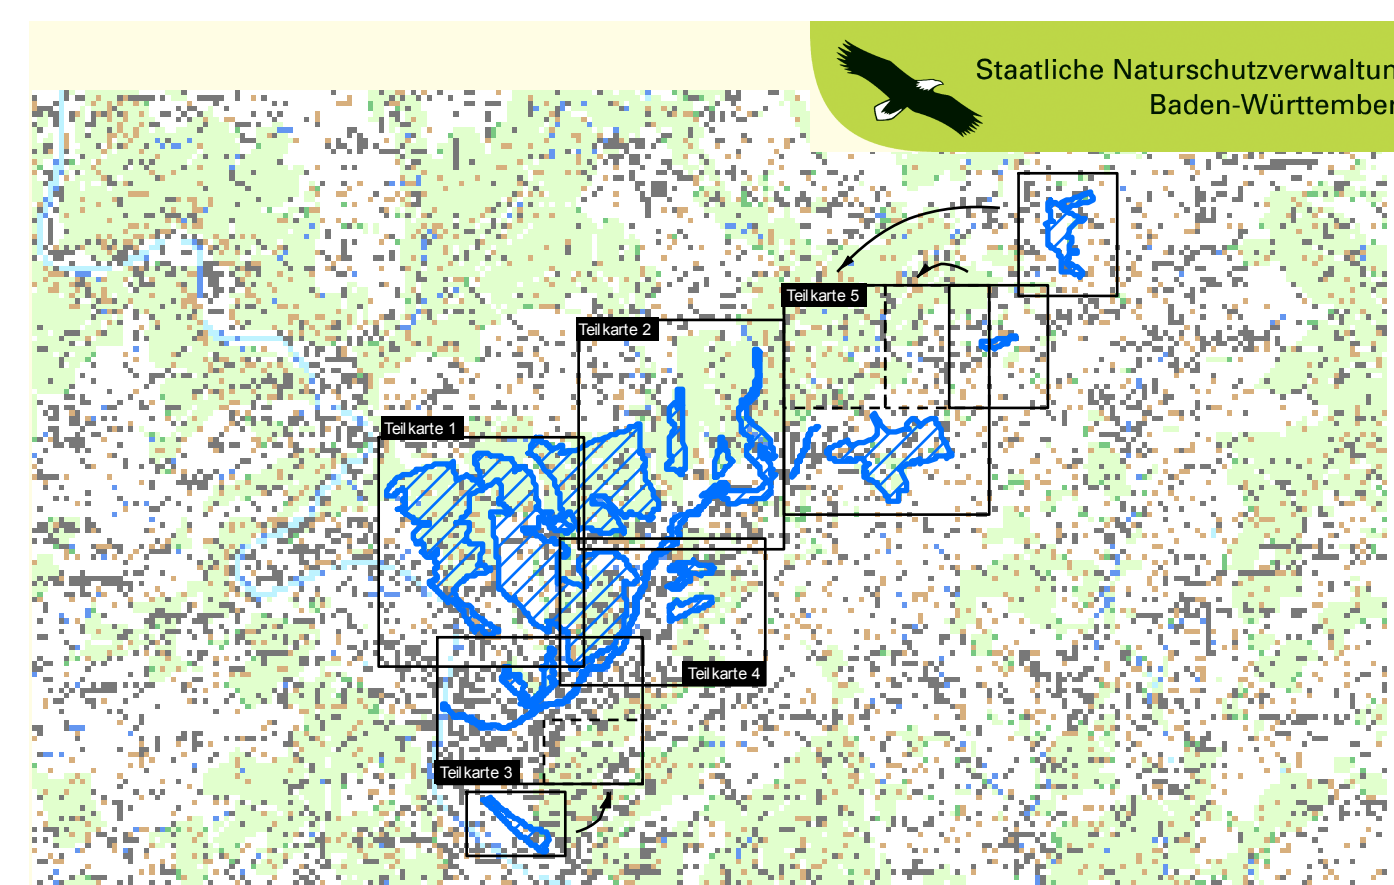 Staatliche Naturschutzverwaltun
Baden-Württember
Teilkarte 5
Teilkarte 2
Teilkarte 1
Teilkarte 4
Teilkarte 3